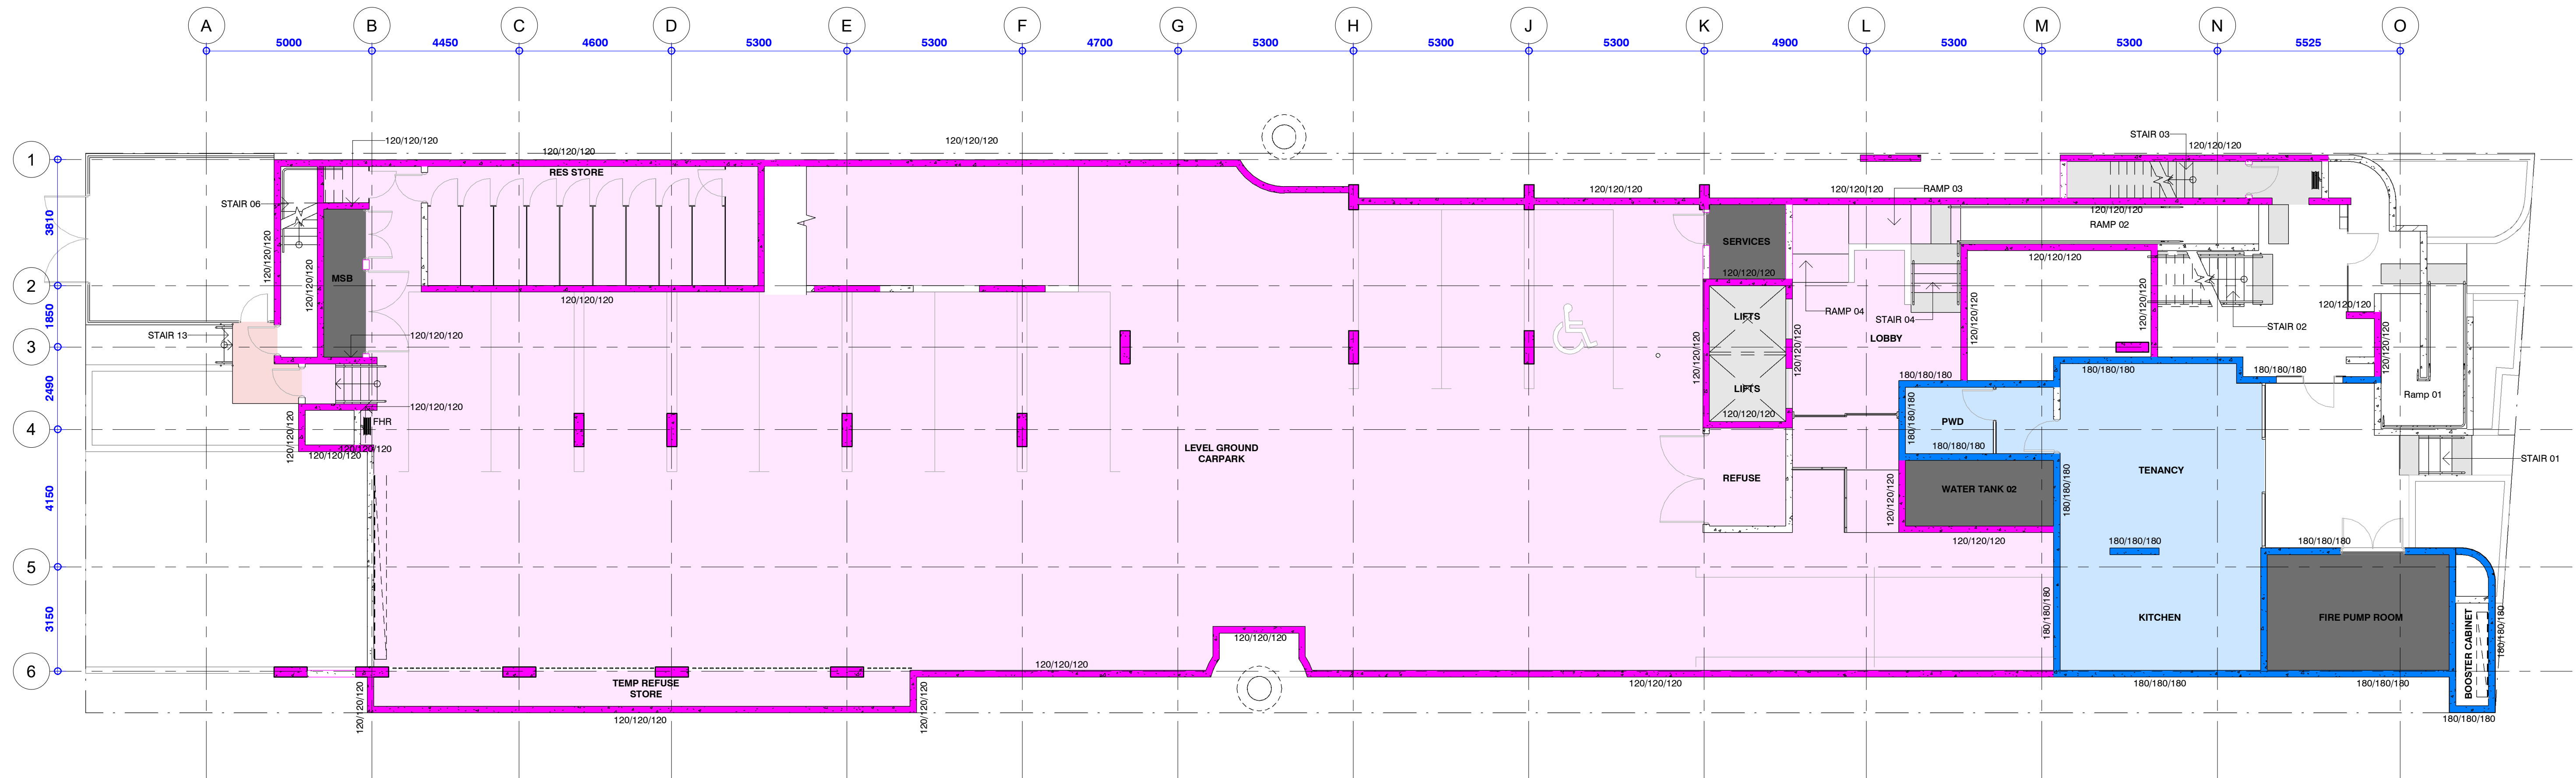 A B C D E F G H J K L M N O
5000 4450 4600 5300 5300 4700 5300 5300 5300 4900 5300 5300 5525
1
3810
2
1850
3
2490
4
4150
5
3150
6
120/120/120
120/120/120
120/120/120
RES STORE
STAIR 06
120/120/120
120/120/120
MSB
120/120/120
STAIR 13
120/120/120
120/120/120
FHR
120/120/120
120/120/120
120/120/120
120/120/120
TEMP REFUSE
STORE
120/120/120
120/120/120
120/120/120
120/120/120
LEVEL GROUND
CARPARK
120/120/120
120/120/120
120/120/120
SERVICES
120/120/120
LIFTS
LIFTS
120/120/120
120/120/120
120/120/120
REFUSE
120/120/120
RAMP 03
RAMP 04
STAIR 04
LOBBY
STAIR 03
120/120/120
120/120/120
RAMP 02
120/120/120
120/120/120
120/120/120
STAIR 02
120/120/120
120/120/120
180/180/180
180/180/180
180/180/180
180/180/180
PWD
180/180/180
WATER TANK 02
120/120/120
120/120/120
180/180/180
180/180/180
TENANCY
180/180/180
KITCHEN
180/180/180
Ramp 01
STAIR 01
180/180/180
FIRE PUMP ROOM
180/180/180
BOOSTER CABINET
180/180/180
180/180/180